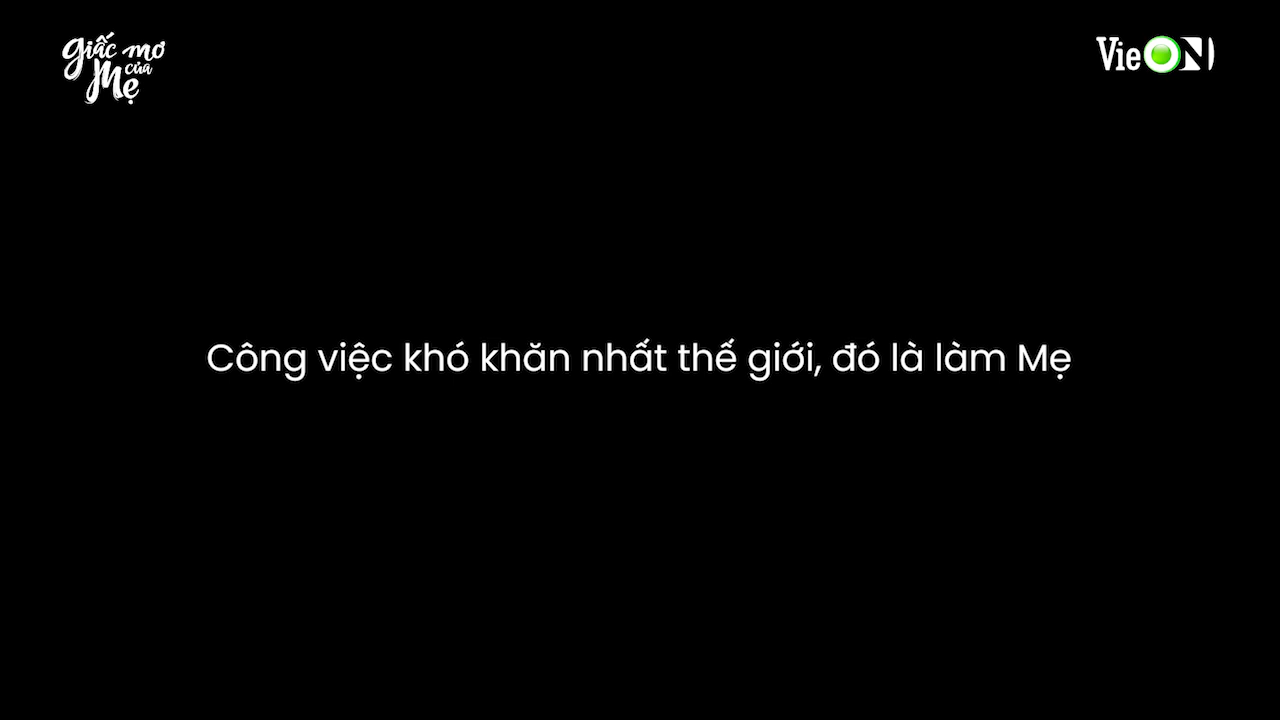 Giấc mơ
của
Mẹ
VieON
Công việc khó khăn nhất thế giới, đó là làm Mẹ